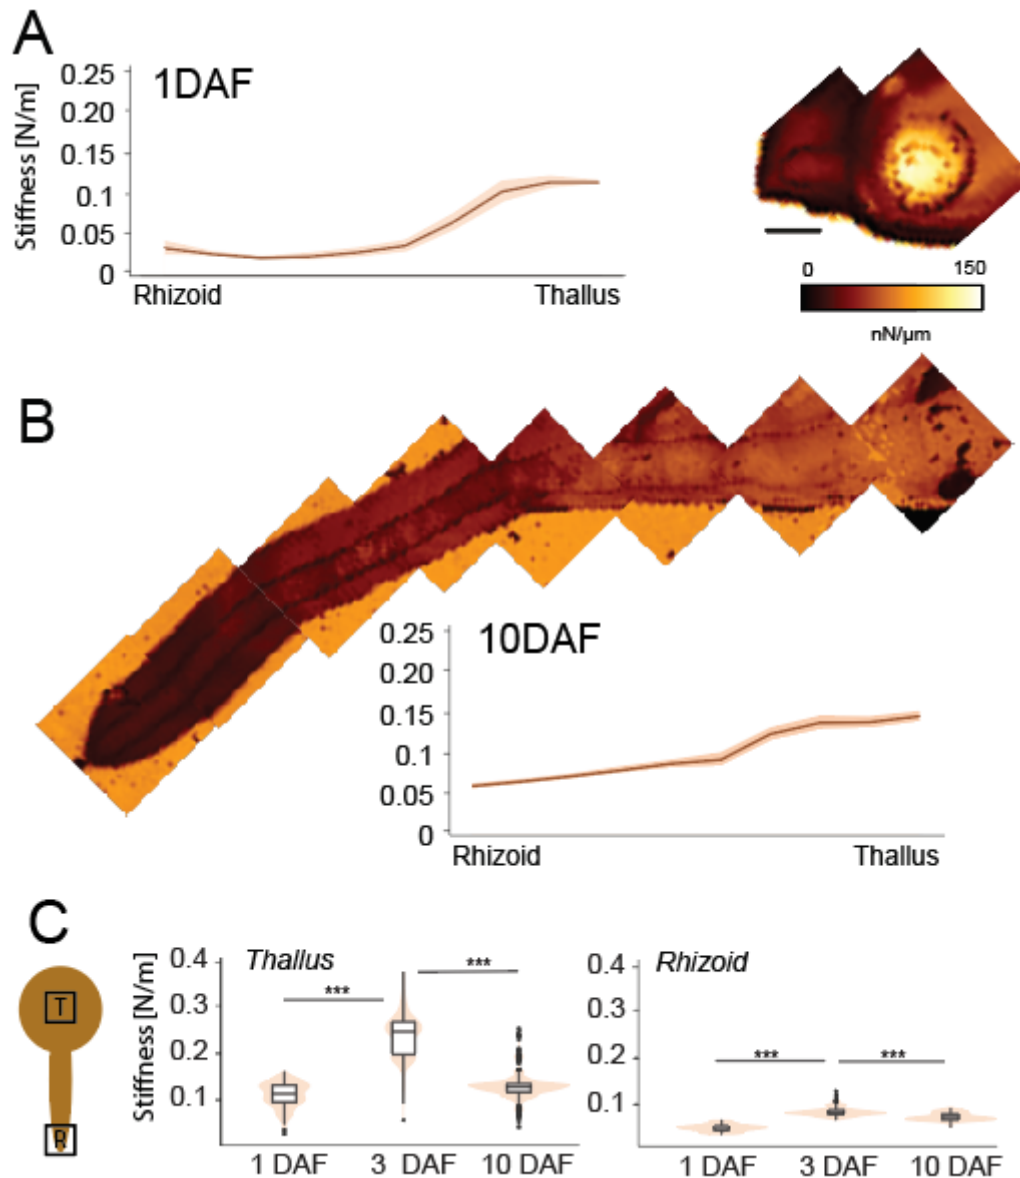 A
1DAF
Stiffness [N/m]
0.25
0.20
0.15
0.1
0.05
0
Rhizoid
Thallus
0
150
nN/µm
B
10DAF
0.25
0.20
0.15
0.1
0.05
0
Rhizoid
Thallus
C
T
R
Stiffness [N/m]
Thallus
0.4
0.3
0.2
0.1
***
***
1 DAF
3 DAF
10 DAF
Rhizoid
0.4
0.3
0.2
0.1
***
***
1 DAF
3 DAF
10 DAF